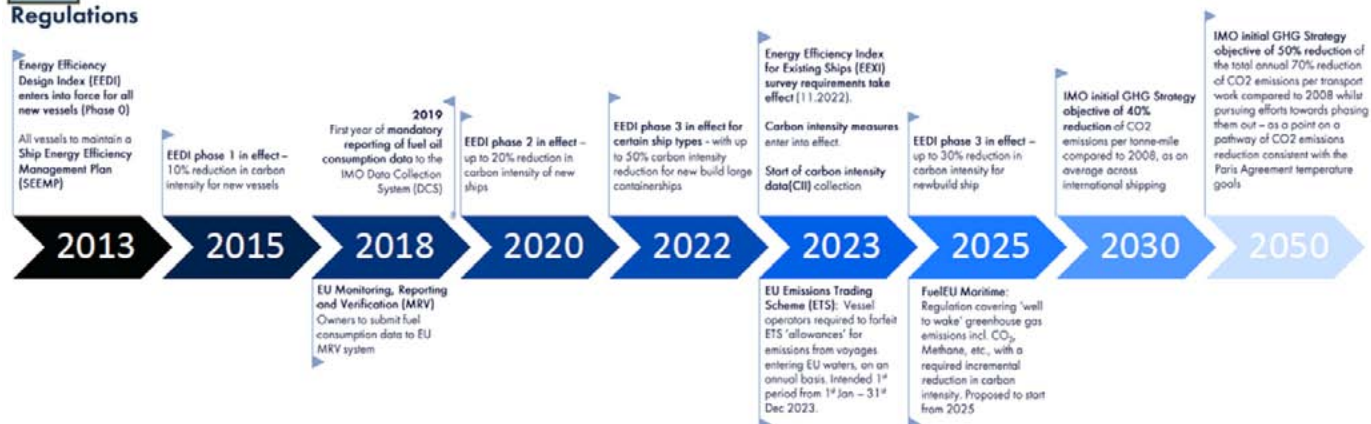 Regulations
Energy Efficiency
Design Index (EEDI)
enters into force for all
new vessels (Phase 0)
All vessels to maintain a
Ship Energy Efficiency
Management Plan
(SEEMP)
EEDI phase 1 in effect –
10% reduction in carbon
intensity for new vessels
2019
First year of mandatory
reporting of fuel oil
consumption data to the
IMO Data Collection
System (DCS)
EEDI phase 2 in effect –
up to 20% reduction in
carbon intensity of new
ships
EEDI phase 3 in effect for
certain ship types - with up
to 50% carbon intensity
reduction for new build large
containerships
Energy Efficiency Index
for Existing Ships (EEXI)
survey requirements take
effect (11.2022).
Carbon intensity measures
enter into effect.
Start of carbon intensity
data(CII) collection
EEDI phase 3 in effect –
up to 30% reduction in
carbon intensity for
newbuild ship
IMO initial GHG Strategy
objective of 40%
reduction of CO2
emissions per tonne-mile
compared to 2008, as an
average across
international shipping
IMO initial GHG Strategy
objective of 50% reduction of
the total annual 70% reduction
of CO2 emissions per transport
work compared to 2008 whilst
pursuing efforts towards phasing
them out – as a point on a
pathway of CO2 emissions
reduction consistent with the
Paris Agreement temperature
goals
2013
2015
2018
2020
2022
2023
2025
2030
2050
EU Monitoring, Reporting
and Verification (MRV)
Owners to submit fuel
consumption data to EU
MRV system
EU Emissions Trading
Scheme (ETS): Vessel
operators required to forfeit
ETS 'allowances' for
emissions from voyages
entering EU waters, on an
annual basis. Intended 1st
period from 1st Jan – 31st
Dec 2023.
FuelEU Maritime:
Regulation covering 'well
to wake' greenhouse gas
emissions incl. CO₂,
Methane, etc., with a
required incremental
reduction in carbon
intensity. Proposed to start
from 2025